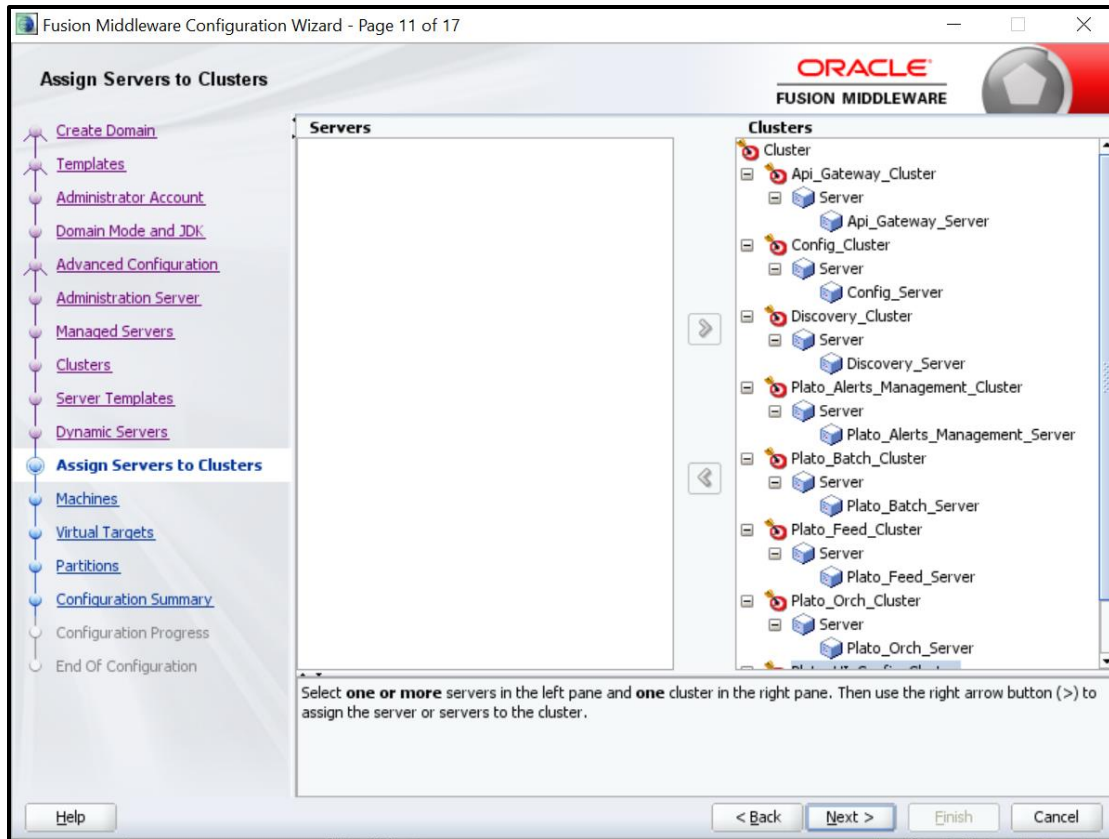 Fusion Middleware Configuration Wizard - Page 11 of 17
Assign Servers to Clusters
ORACLE
FUSION MIDDLEWARE
Create Domain
Templates
Administrator Account
Domain Mode and JDK
Advanced Configuration
Administration Server
Managed Servers
Clusters
Server Templates
Dynamic Servers
Assign Servers to Clusters
Machines
Virtual Targets
Partitions
Configuration Summary
Configuration Progress
End Of Configuration
Servers
Clusters
Cluster
Api_Gateway_Cluster
Server
Api_Gateway_Server
Config_Cluster
Server
Config_Server
Discovery_Cluster
Server
Discovery_Server
Plato_Alerts_Management_Cluster
Server
Plato_Alerts_Management_Server
Plato_Batch_Cluster
Server
Plato_Batch_Server
Plato_Feed_Cluster
Server
Plato_Feed_Server
Plato_Orch_Cluster
Server
Plato_Orch_Server
Select one or more servers in the left pane and one cluster in the right pane. Then use the right arrow button (>) to
assign the server or servers to the cluster.
Help
< Back
Next >
Finish
Cancel